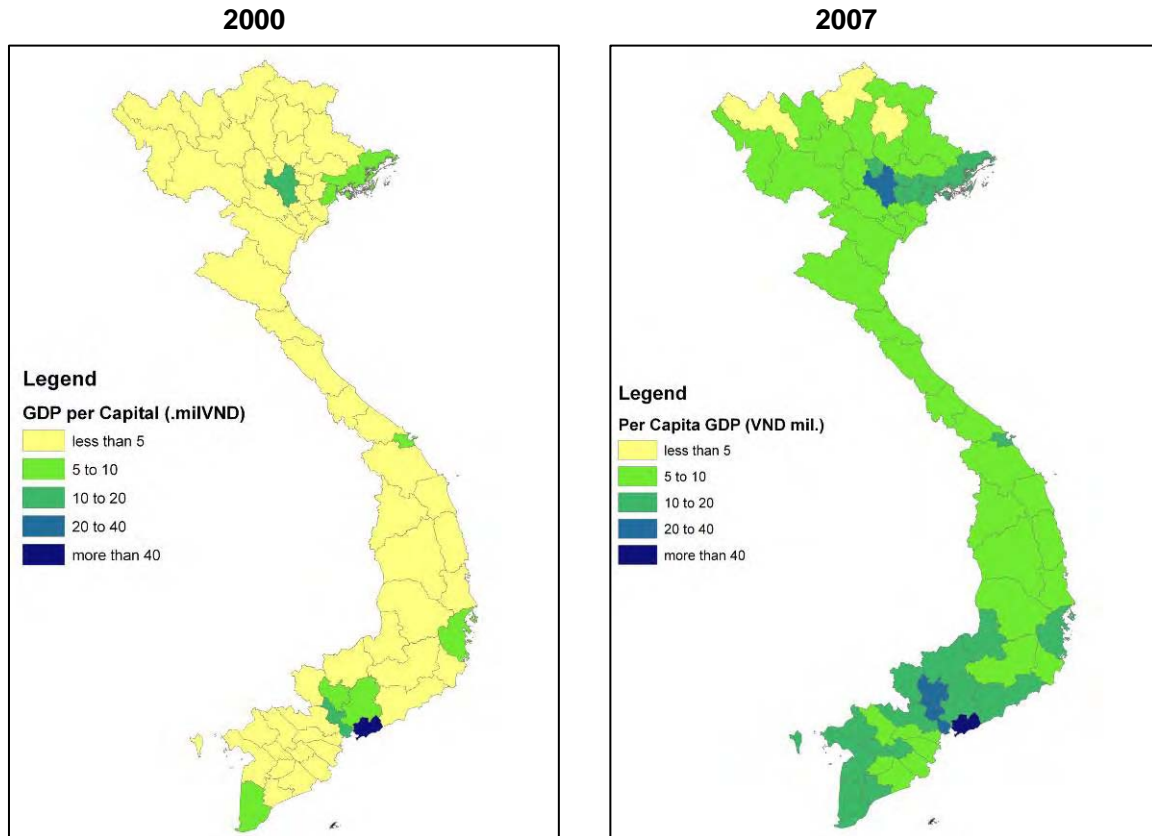 2000
2007
Legend
GDP per Capital (.milVND)
less than 5
5 to 10
10 to 20
20 to 40
more than 40
Legend
Per Capita GDP (VND mil.)
less than 5
5 to 10
10 to 20
20 to 40
more than 40